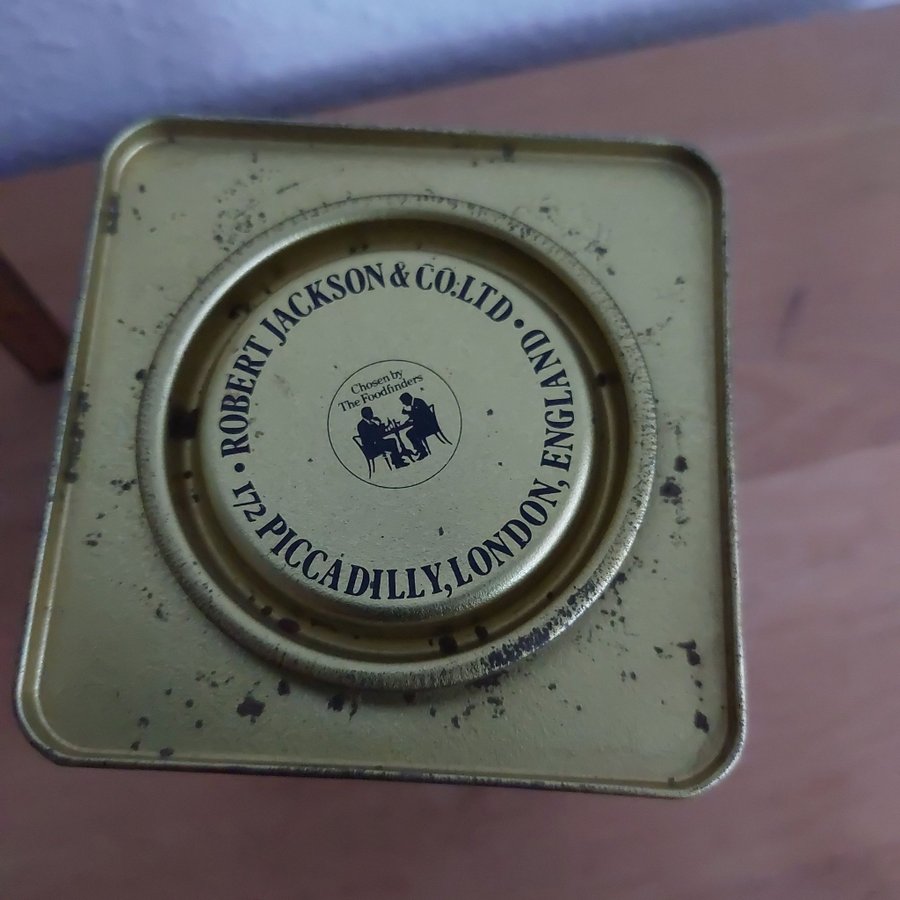 • ROBERT JACKSON & CO. LTD •
172 PICCADILLY, LONDON, ENGLAND
Chosen by
The Foodfinders